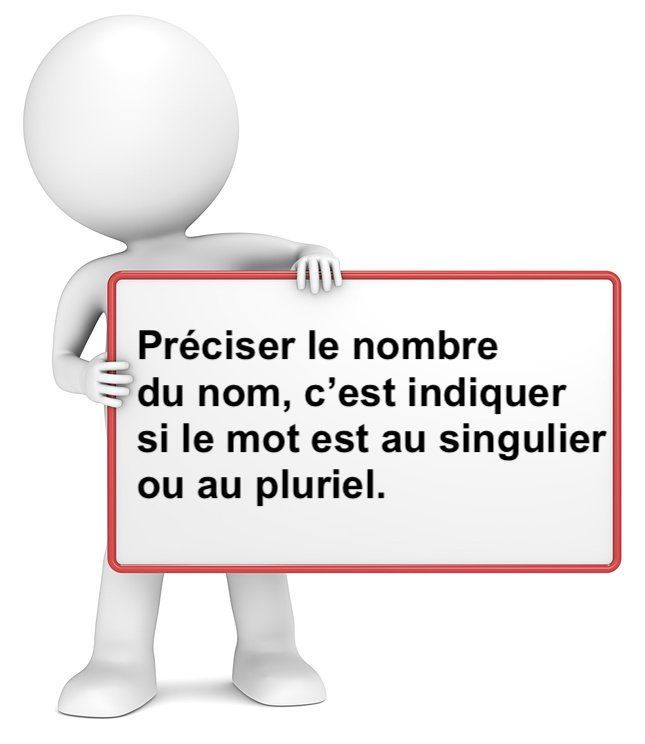 Préciser le nombre
du nom, c’est indiquer
si le mot est au singulier
ou au pluriel.